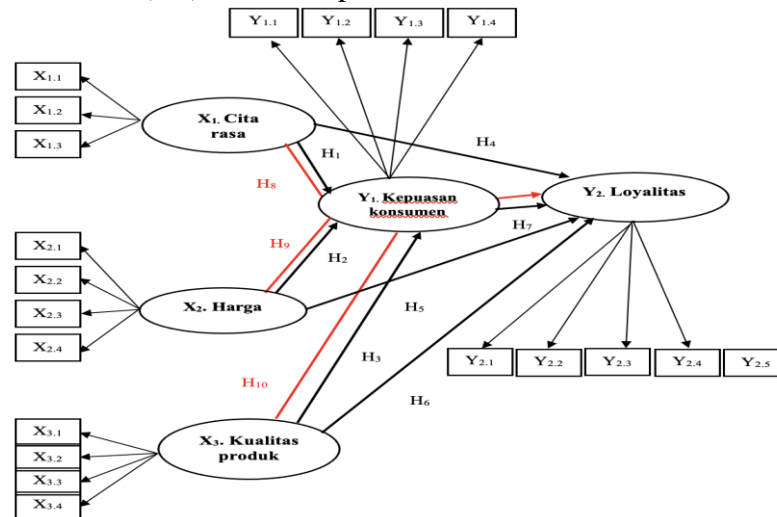 Y1.1 Y1.2 Y1.3 Y1.4
X1.1
X1.2
X1.3
X1. Cita
rasa
H1
H4
H8
Y1. Kepuasan
konsumen
Y2. Loyalitas
H9
H2
H7
X2.1
X2.2
X2.3
X2.4
X2. Harga
H5
H3
H10
H6
Y2.1 Y2.2 Y2.3 Y2.4 Y2.5
X3.1
X3.2
X3.3
X3.4
X3. Kualitas
produk